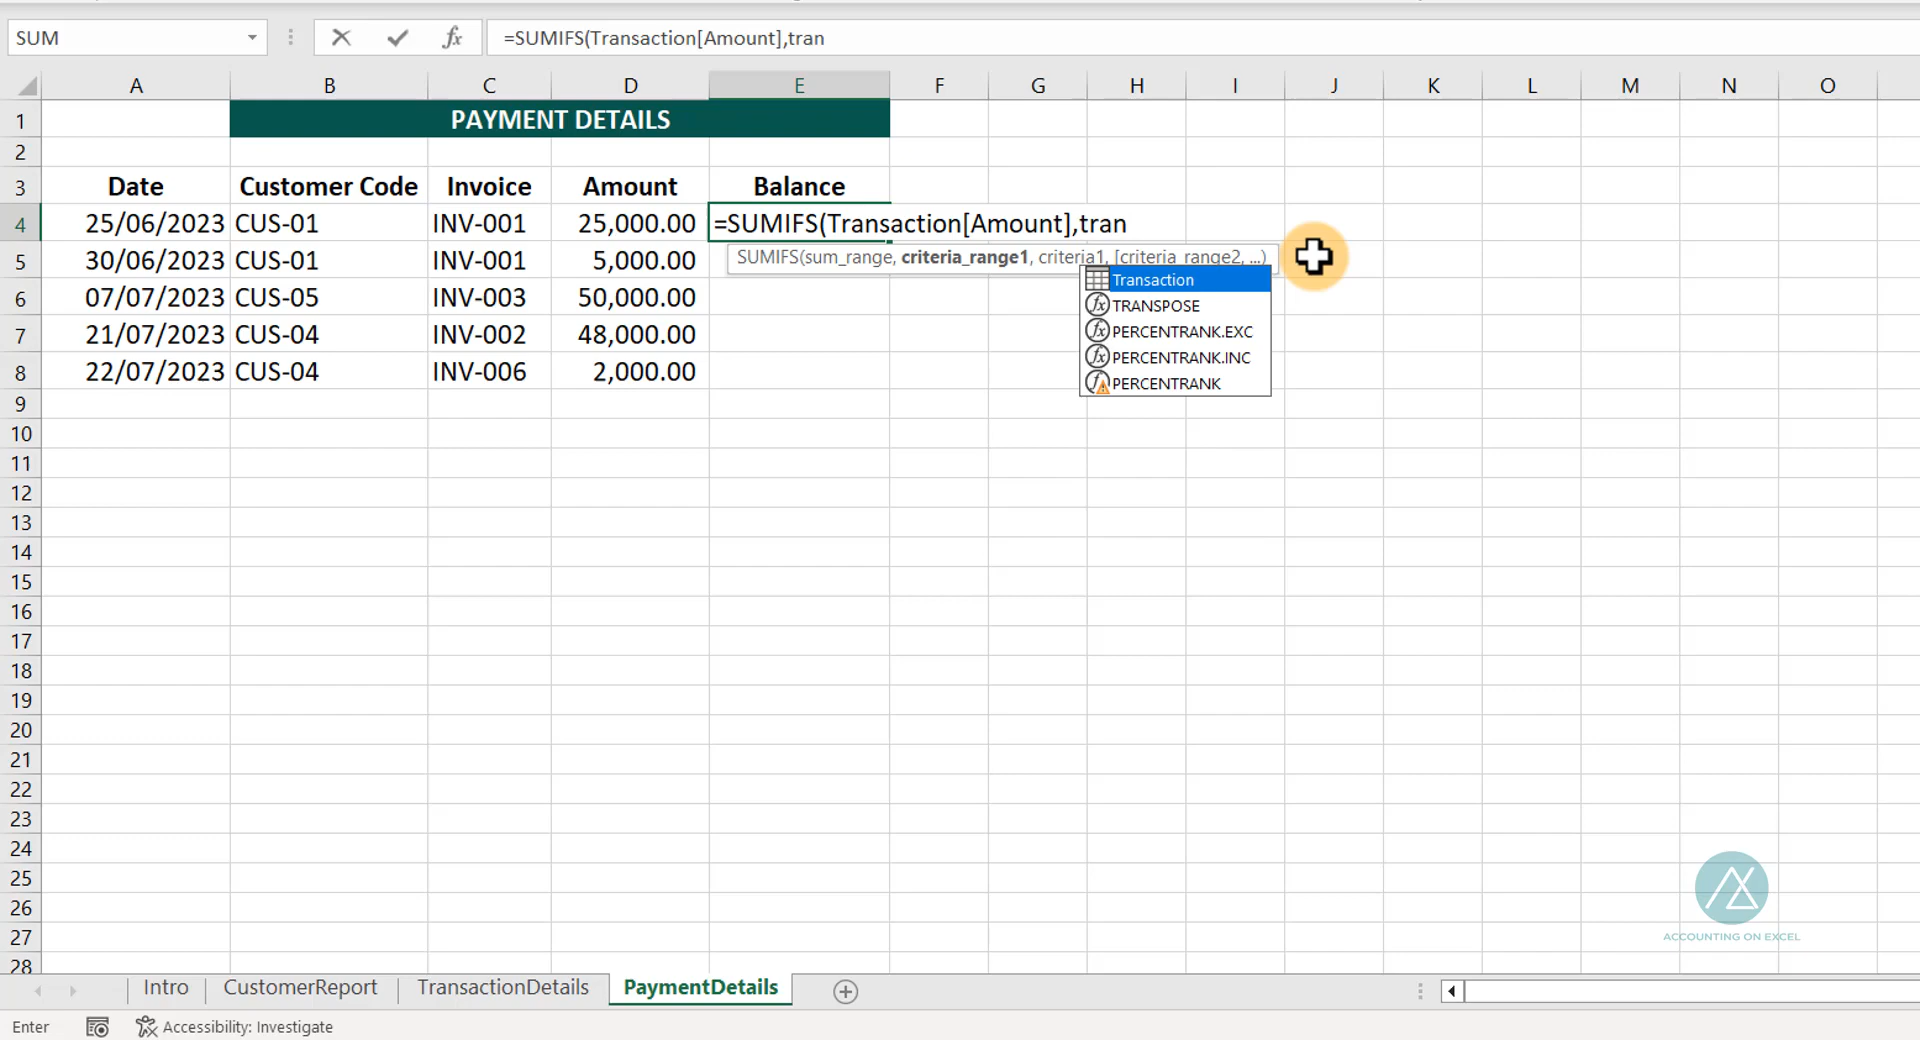 SUM =SUMIFS(Transaction[Amount],tran
A B C D E F G H I J K L M N O
1 PAYMENT DETAILS
2
3 Date Customer Code Invoice Amount Balance
4 25/06/2023 CUS-01 INV-001 25,000.00 =SUMIFS(Transaction[Amount],tran
5 30/06/2023 CUS-01 INV-001 5,000.00 SUMIFS(sum_range, criteria_range1, criteria1, [criteria_range2, ...)
Transaction
6 07/07/2023 CUS-05 INV-003 50,000.00 TRANSPOSE
7 21/07/2023 CUS-04 INV-002 48,000.00 PERCENTRANK.EXC
PERCENTRANK.INC
8 22/07/2023 CUS-04 INV-006 2,000.00 PERCENTRANK
9
10
11
12
13
14
15
16
17
18
19
20
21
22
23
24
25
26
27
ACCOUNTING ON EXCEL
28
Intro CustomerReport TransactionDetails PaymentDetails
Enter Accessibility: Investigate